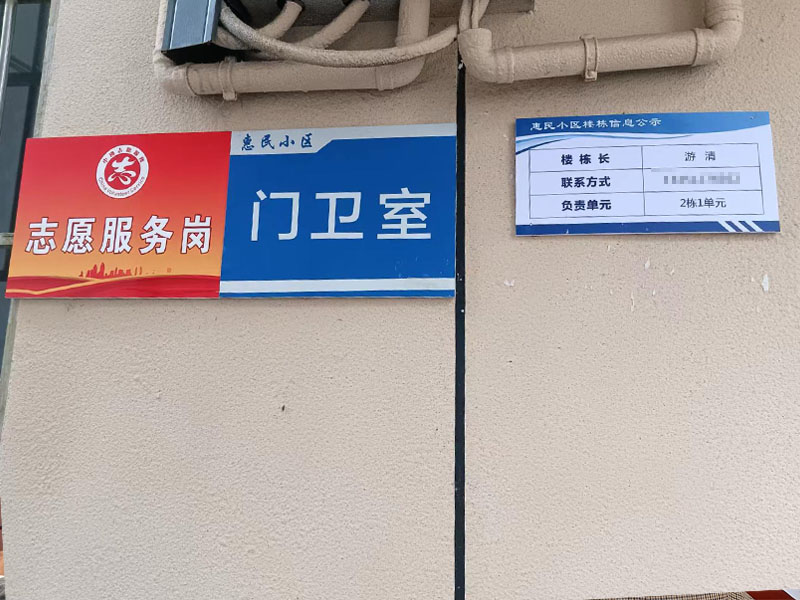 志愿服务岗
惠民小区
门卫室
惠民小区楼栋信息公示
楼栋长 游清
联系方式
负责单元 2栋1单元